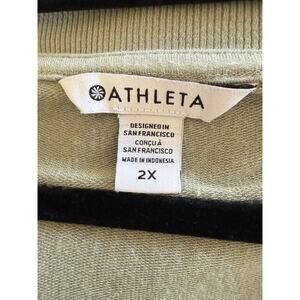 ATHLETA
DESIGNED IN
SAN FRANCISCO
CONÇU À
SAN FRANCISCO
MADE IN INDONESIA
2X